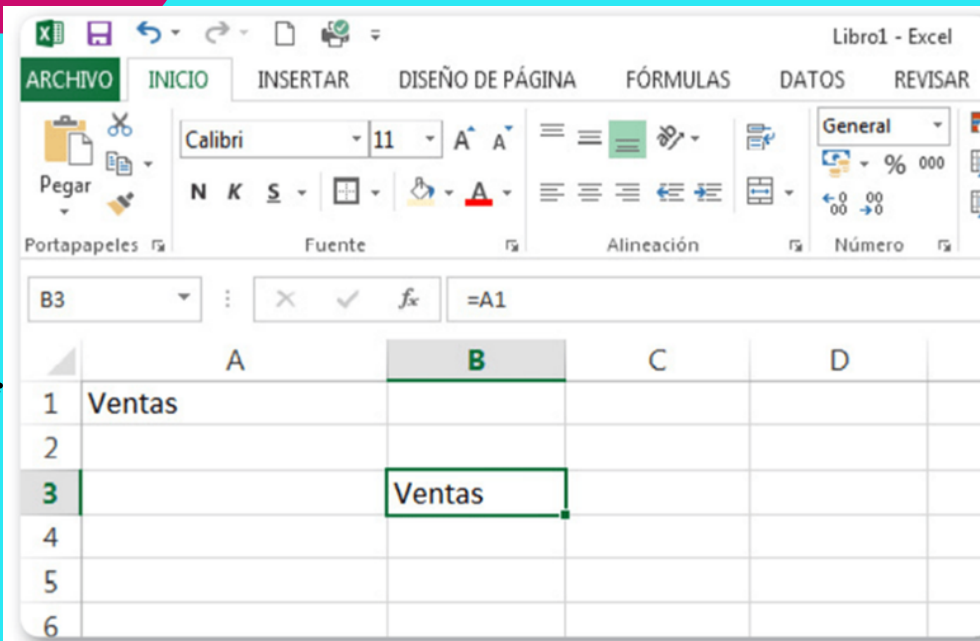 Libro1 - Excel
ARCHIVO INICIO INSERTAR DISEÑO DE PÁGINA FÓRMULAS DATOS REVISAR
Calibri 11 A A General
Pegar N K S A % 000
Portapapeles Fuente Alineación Número
B3 fx =A1
A B C D
1 Ventas
2
3 Ventas
4
5
6